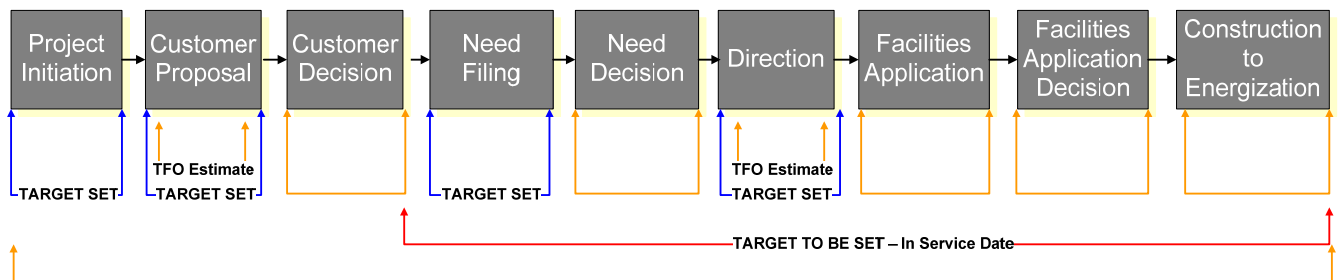 Project
Initiation
Customer
Proposal
Customer
Decision
Need
Filing
Need
Decision
Direction
Facilities
Application
Facilities
Application
Decision
Construction
to
Energization
TFO Estimate
TFO Estimate
TARGET SET
TARGET SET
TARGET SET
TARGET SET
TARGET TO BE SET – In Service Date